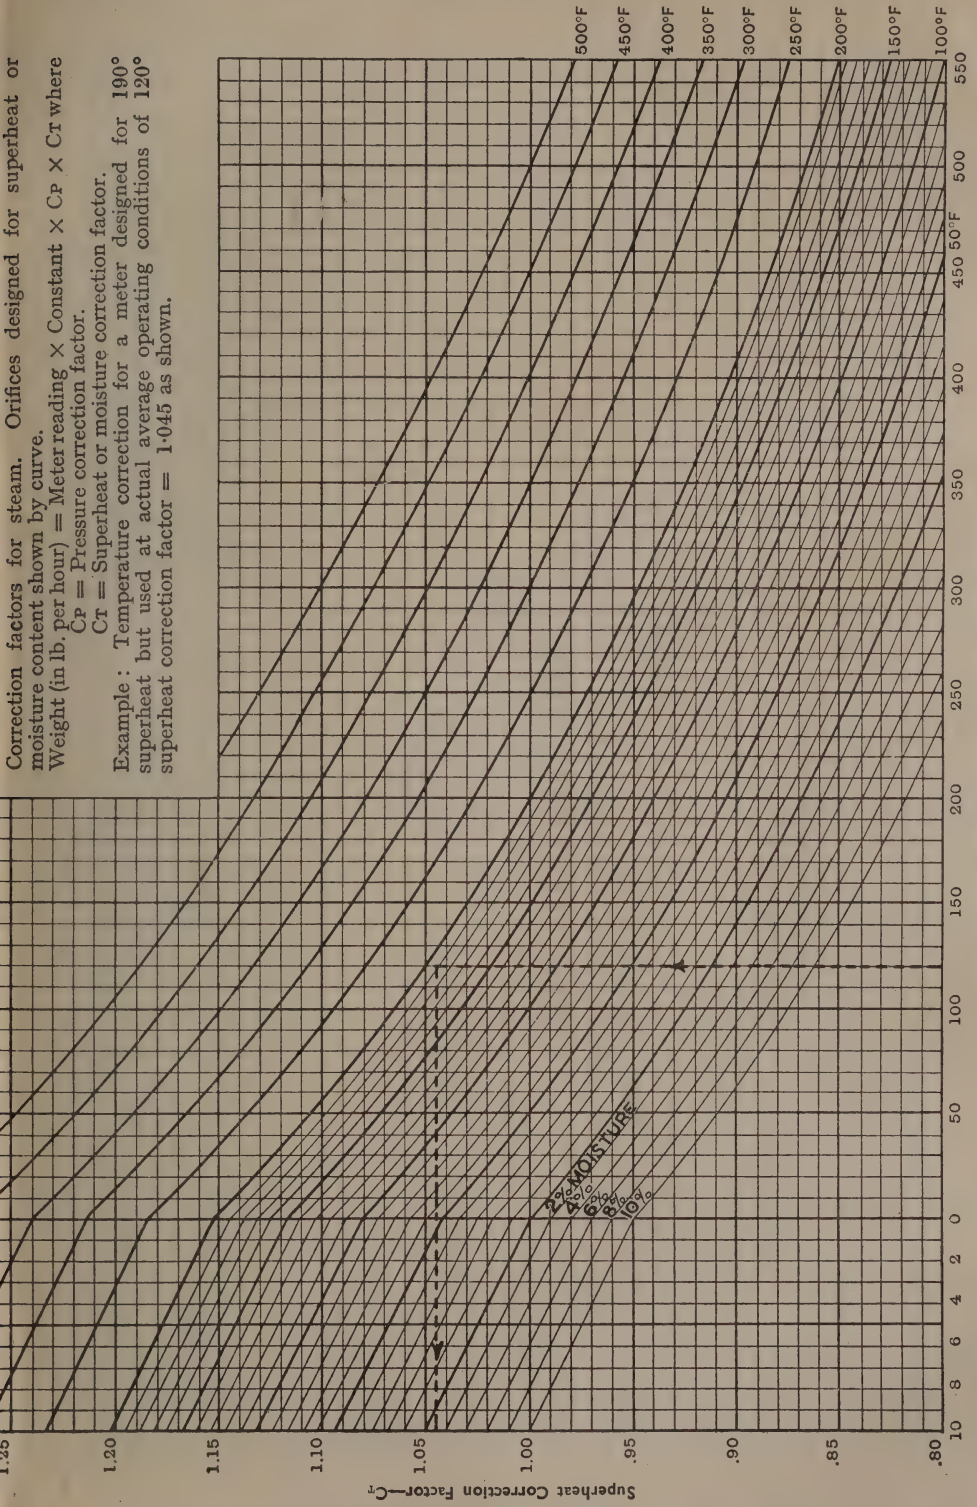 Correction factors for steam. Orifices designed for superheat or
moisture content shown by curve.
Weight (in lb. per hour) = Meter reading × Constant × CP × CT where
CP = Pressure correction factor.
CT = Superheat or moisture correction factor.
Example: Temperature correction for a meter designed for 190°
superheat but used at actual average operating conditions of 120°
superheat correction factor = 1·045 as shown.
500°F
450°F
400°F
350°F
300°F
250°F
200°F
150°F
100°F
50°F
2% MOISTURE
4%
6%
8%
10%
Superheat Correction Factor—CT
1.25
1.20
1.15
1.10
1.05
1.00
.95
.90
.85
.80
10 8 6 4 2 0 50 100 150 200 250 300 350 400 450 500 550